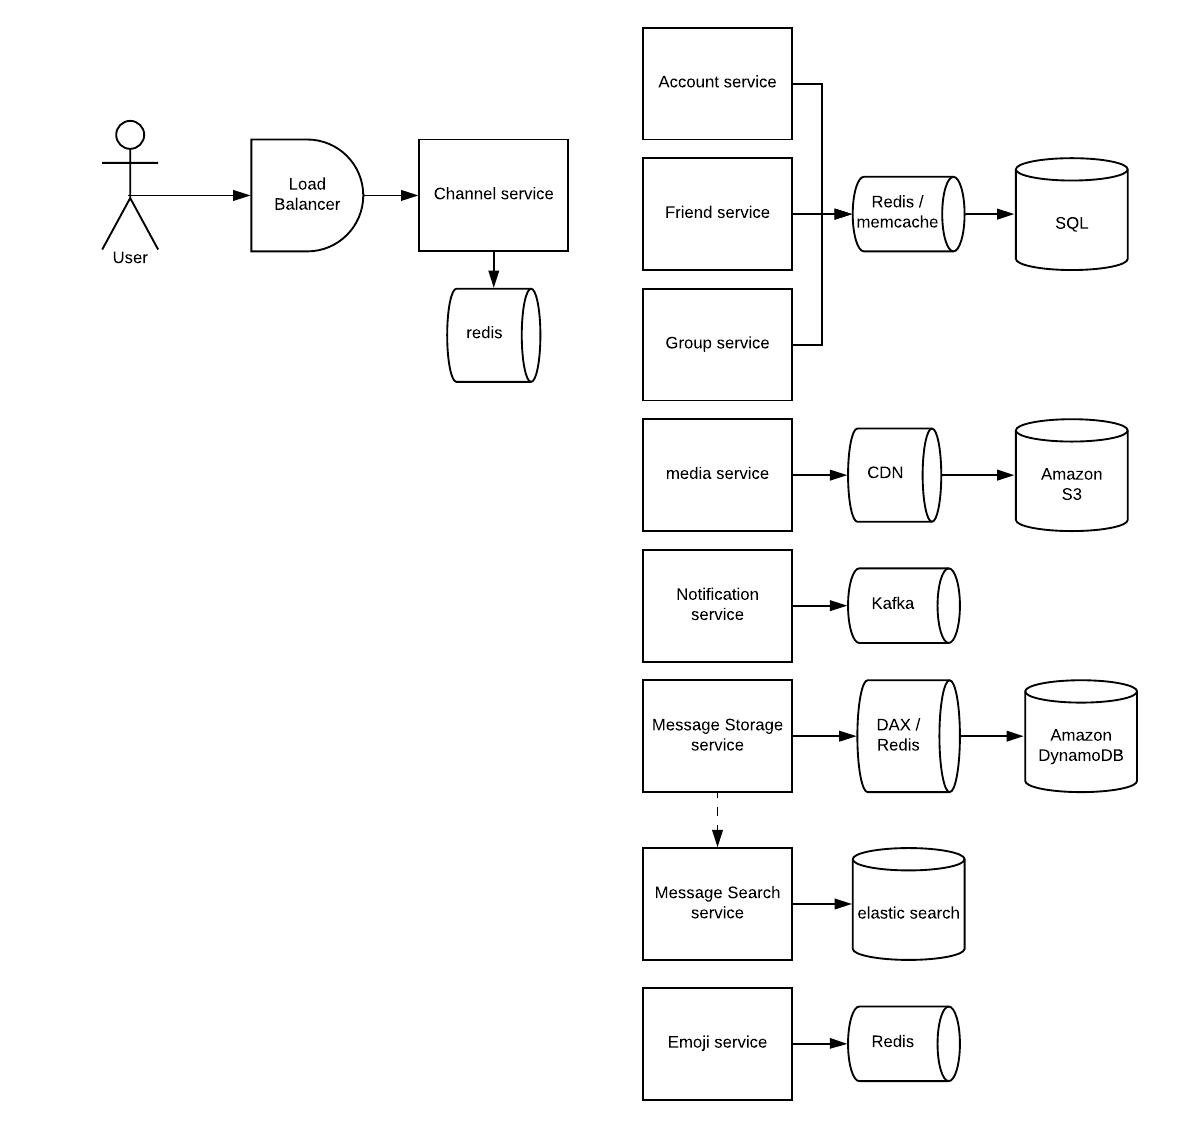 User
Load
Balancer
Channel service
redis
Account service
Friend service
Group service
Redis /
memcache
SQL
media service
CDN
Amazon
S3
Notification
service
Kafka
Message Storage
service
DAX /
Redis
Amazon
DynamoDB
Message Search
service
elastic search
Emoji service
Redis